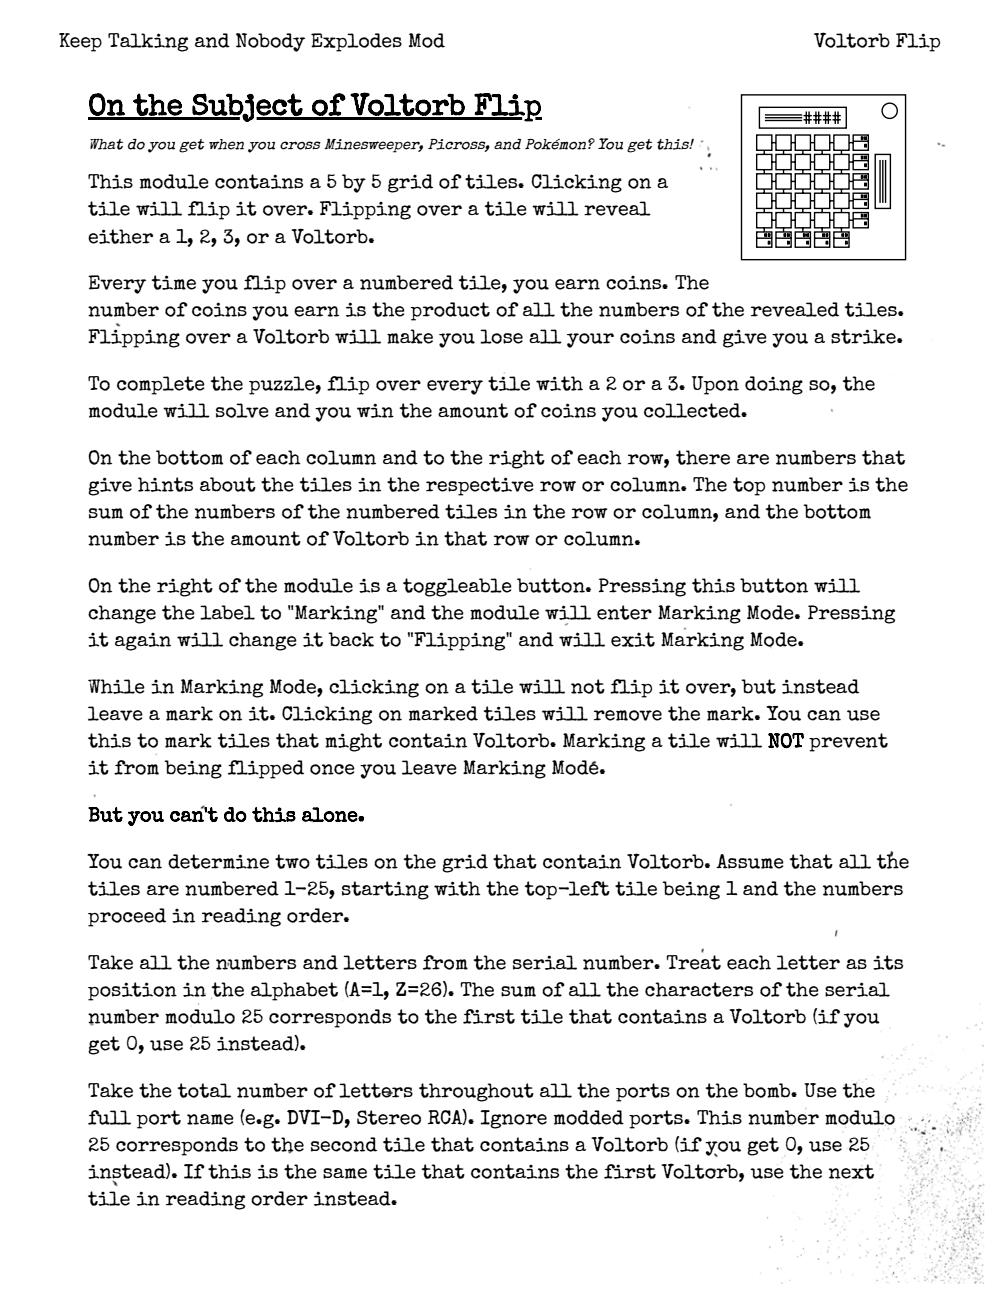 Keep Talking and Nobody Explodes Mod
Voltorb Flip
On the Subject of Voltorb Flip
What do you get when you cross Minesweeper, Picross, and Pokémon? You get this!
####
This module contains a 5 by 5 grid of tiles. Clicking on a
tile will flip it over. Flipping over a tile will reveal
either a 1, 2, 3, or a Voltorb.
Every time you flip over a numbered tile, you earn coins. The
number of coins you earn is the product of all the numbers of the revealed tiles.
Flipping over a Voltorb will make you lose all your coins and give you a strike.
To complete the puzzle, flip over every tile with a 2 or a 3. Upon doing so, the
module will solve and you win the amount of coins you collected.
On the bottom of each column and to the right of each row, there are numbers that
give hints about the tiles in the respective row or column. The top number is the
sum of the numbers of the numbered tiles in the row or column, and the bottom
number is the amount of Voltorb in that row or column.
On the right of the module is a toggleable button. Pressing this button will
change the label to "Marking" and the module will enter Marking Mode. Pressing
it again will change it back to "Flipping" and will exit Marking Mode.
While in Marking Mode, clicking on a tile will not flip it over, but instead
leave a mark on it. Clicking on marked tiles will remove the mark. You can use
this to mark tiles that might contain Voltorb. Marking a tile will NOT prevent
it from being flipped once you leave Marking Mode.
But you can't do this alone.
You can determine two tiles on the grid that contain Voltorb. Assume that all the
tiles are numbered 1-25, starting with the top-left tile being 1 and the numbers
proceed in reading order.
Take all the numbers and letters from the serial number. Treat each letter as its
position in the alphabet (A=1, Z=26). The sum of all the characters of the serial
number modulo 25 corresponds to the first tile that contains a Voltorb (if you
get 0, use 25 instead).
Take the total number of letters throughout all the ports on the bomb. Use the
full port name (e.g. DVI-D, Stereo RCA). Ignore modded ports. This number modulo
25 corresponds to the second tile that contains a Voltorb (if you get 0, use 25
instead). If this is the same tile that contains the first Voltorb, use the next
tile in reading order instead.